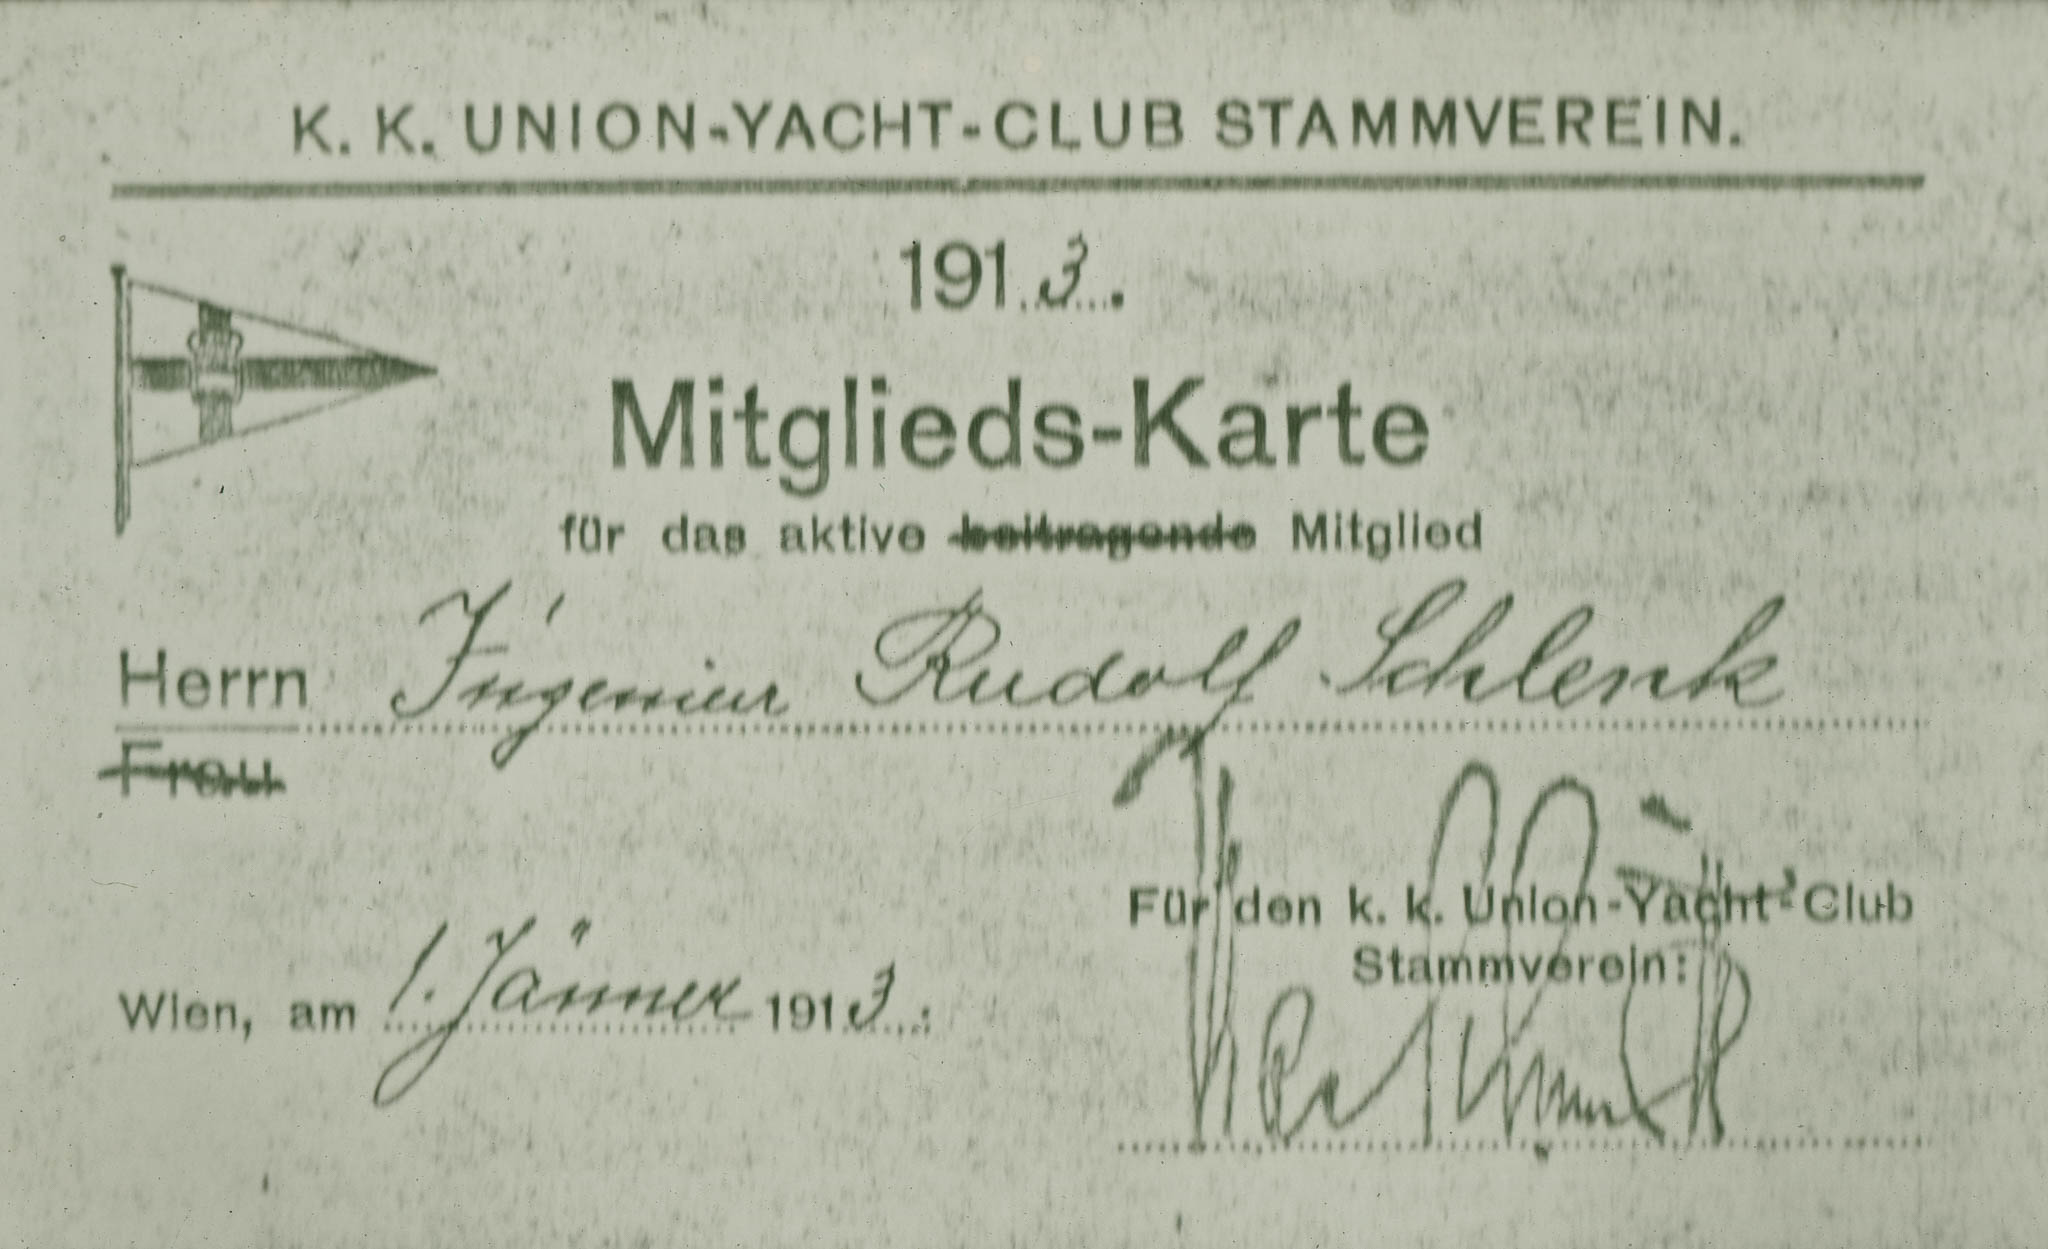 K. K. UNION-YACHT-CLUB STAMMVEREIN.
1913.
Mitglieds-Karte
für das aktive beitragende Mitglied
Herrn Ingenieur Rudolf Schlenk
Frau
Für den k. k. Union-Yacht-Club
Stammverein:
Wien, am 1. Jänner 1913.